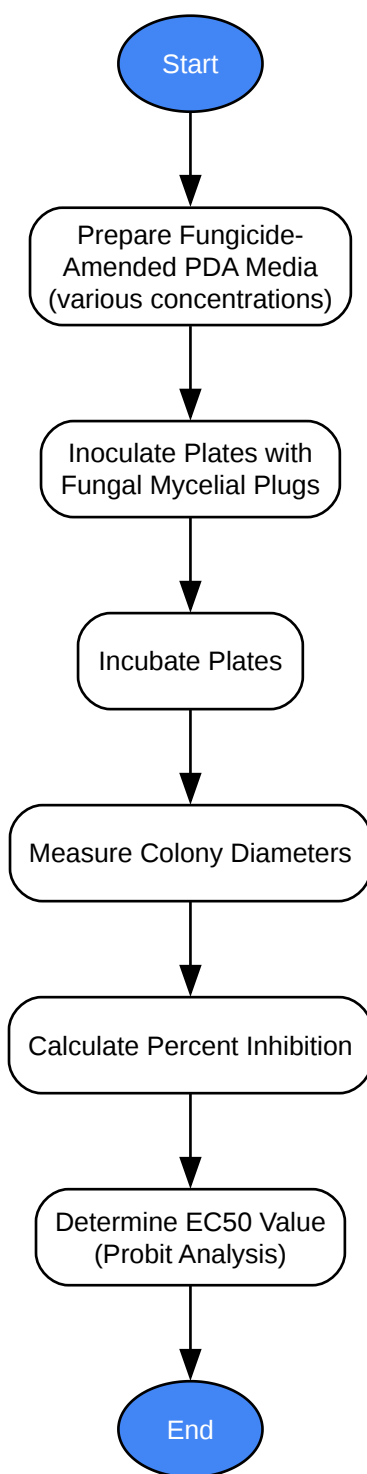 Start
Prepare Fungicide-
Amended PDA Media
(various concentrations)
Inoculate Plates with
Fungal Mycelial Plugs
Incubate Plates
Measure Colony Diameters
Calculate Percent Inhibition
Determine EC50 Value
(Probit Analysis)
End